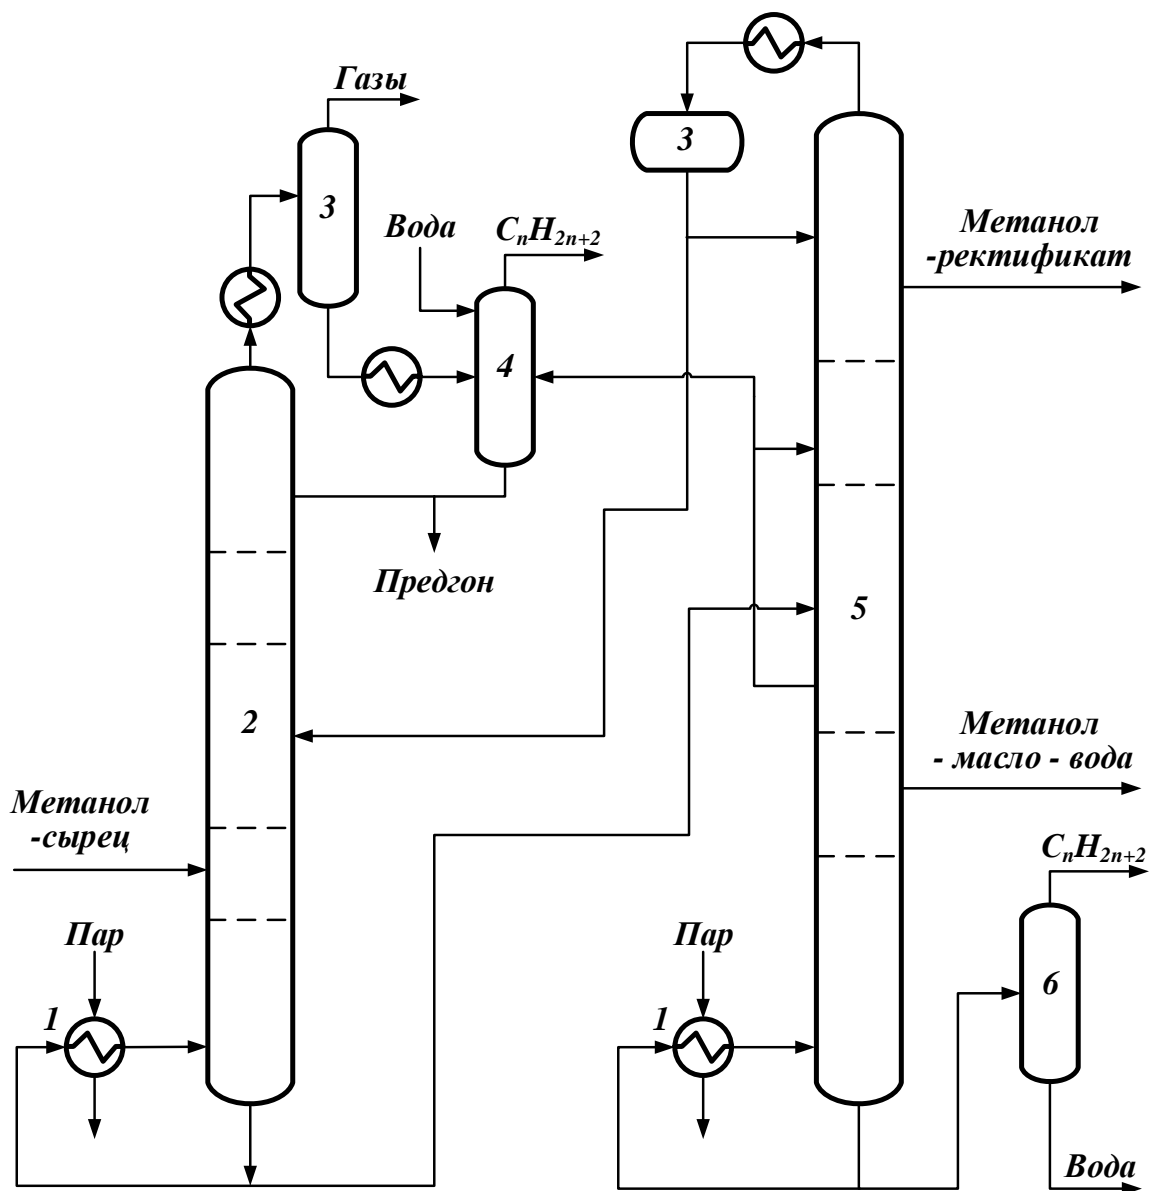 Газы
3
3
Вода
CₙH₂ₙ₊₂
Метанол
-ректификат
4
Предгон
5
2
Метанол
- масло - вода
Метанол
-сырец
CₙH₂ₙ₊₂
Пар
Пар
6
1
1
Вода